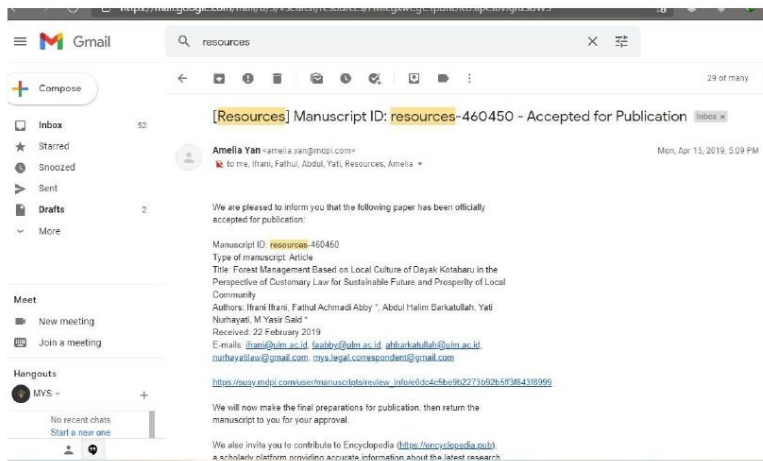 Gmail
resources
Compose
29 of many
Inbox 52
Starred
Snoozed
Sent
Drafts 2
More
Meet
New meeting
Join a meeting
Hangouts
MYS
No recent chats
Start a new one
[Resources] Manuscript ID: resources-460450 - Accepted for Publication Inbox x
Amelia Yan <amelia.yan@mdpi.com> Mon, Apr 15, 2019, 5:09 PM
to me, Ifrani, Fathul, Abdul, Yati, Resources, Amelia
We are pleased to inform you that the following paper has been officially
accepted for publication:
Manuscript ID: resources-460450
Type of manuscript: Article
Title: Forest Management Based on Local Culture of Dayak Kotabaru in the
Perspective of Customary Law for Sustainable Future and Prosperity of Local
Community
Authors: Ifrani Ifrani, Fathul Achmadi Abby *, Abdul Halim Barkatullah, Yati
Nurhayati, M.Yasir Said *
Received: 22 February 2019
E-mails: ifrani@ulm.ac.id, faabby@ulm.ac.id, ahbarkatullah@ulm.ac.id,
nurhayatilaw@gmail.com, mys.legal.correspondent@gmail.com
We will now make the final preparations for publication, then return the
manuscript to you for your approval.
We also invite you to contribute to Encyclopedia (https://encyclopedia.pub),
a scholarly platform providing accurate information about the latest research